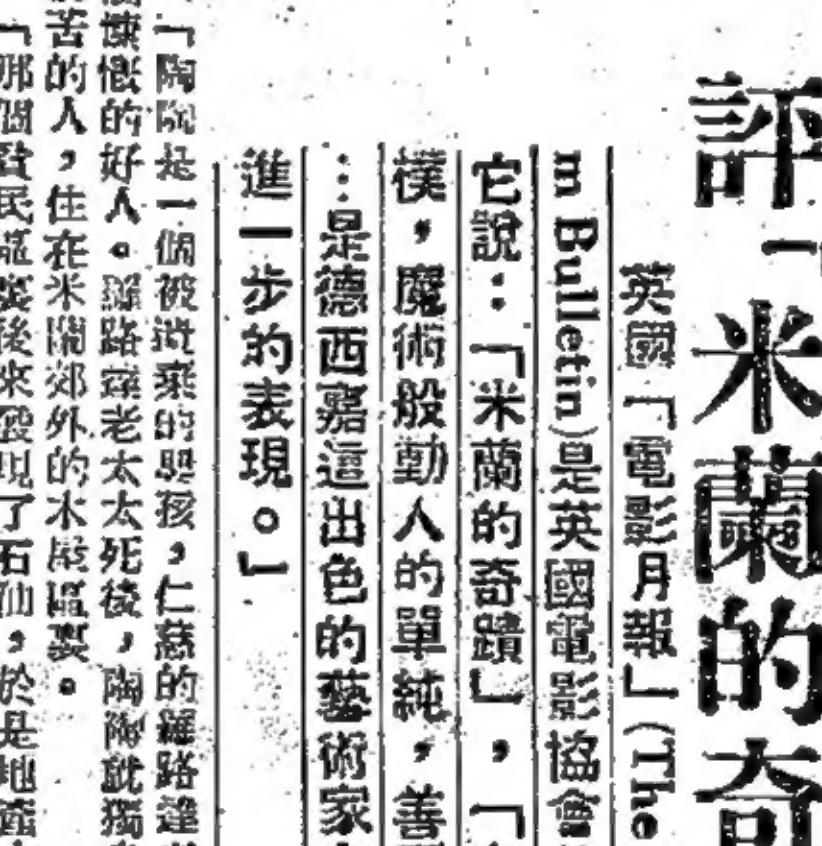 評「米蘭的奇
英國「電影月報」(The
m Bulletin)是英國電影協會
它說：「米蘭的奇蹟」，「
樸，魔術般動人的單純，善
…是德西嘉這出色的藝術家
進一步的表現。」
「陶陶是一個被遺棄的嬰孩，仁慈的羅路達
慷慨的好人。羅路達老太太死後，陶陶就獨
苦的人，住在米蘭郊外的木屋區裏。
「那個貧民區裏後來發現了石油，於是地產